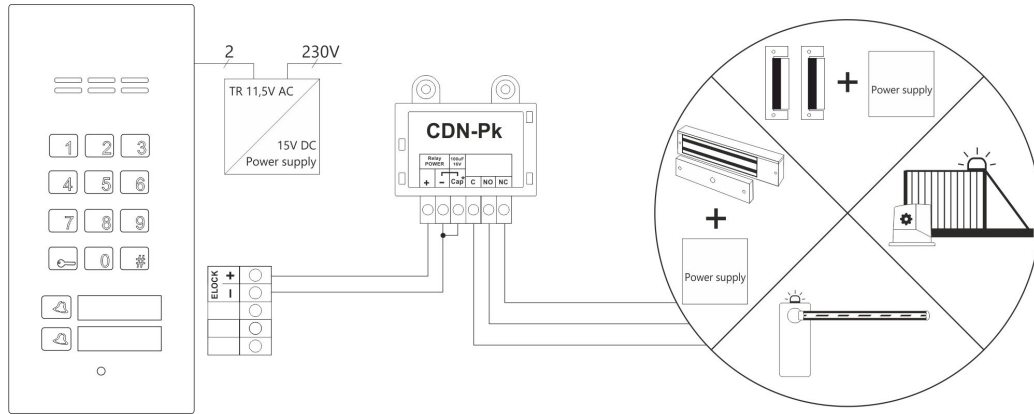 2
230V
TR 11,5V AC
15V DC
Power supply
1 2 3
4 5 6
7 8 9
0 #
CDN-Pk
Relay
POWER
100uF
16V
+ - Cap + C NO NC
ELOCK
+
-
+
Power supply
+
Power supply